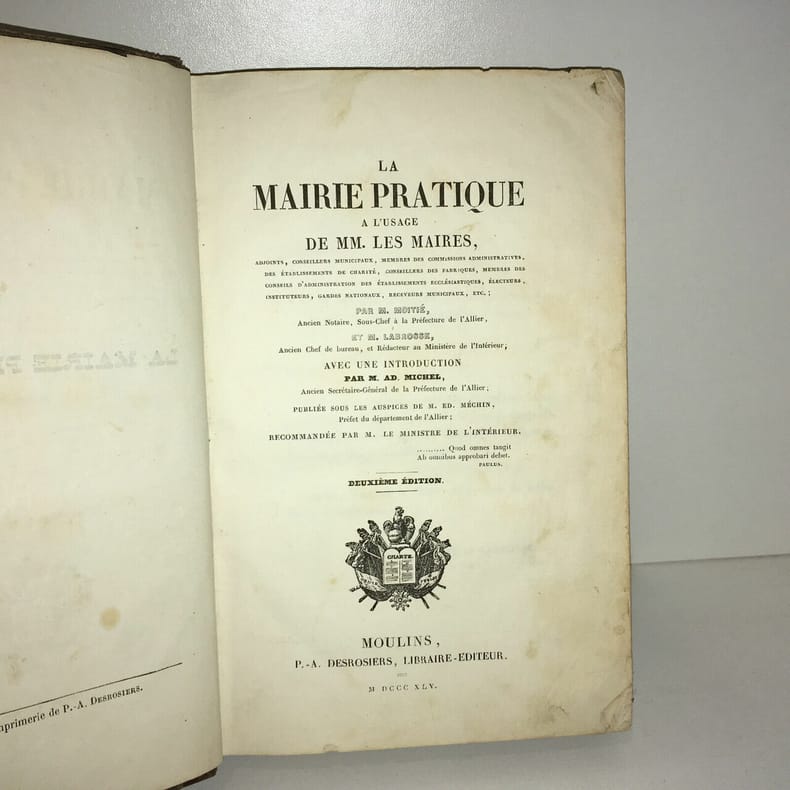 LA
MAIRIE PRATIQUE
A L'USAGE
DE MM. LES MAIRES,
ADJOINTS, CONSEILLERS MUNICIPAUX, MEMBRES DES COMMISSIONS ADMINISTRATIVES,
DES ÉTABLISSEMENTS DE CHARITÉ, CONSEILLERS DES FABRIQUES, MEMBRES DES
CONSEILS D'ADMINISTRATION DES ÉTABLISSEMENTS ECCLÉSIASTIQUES, ÉLECTEURS,
INSTITUTEURS, GARDES NATIONAUX, RECEVEURS MUNICIPAUX, ETC.;
PAR M. MOITIÉ,
Ancien Notaire, Sous-Chef à la Préfecture de l'Allier,
ET M. LABROSSE,
Ancien Chef de bureau, et Rédacteur au Ministère de l'Intérieur;
AVEC UNE INTRODUCTION
PAR M. AD. MICHEL,
Ancien Secrétaire-Général de la Préfecture de l'Allier;
PUBLIÉE SOUS LES AUSPICES DE M. ED. MÉCHIN,
Préfet du département de l'Allier;
RECOMMANDÉE PAR M. LE MINISTRE DE L'INTÉRIEUR.
.......... Quod omnes tangit
Ab omnibus approbari debet.
PAULUS.
DEUXIÈME ÉDITION.
CHARTE
MOULINS,
P.-A. DESROSIERS, LIBRAIRE-EDITEUR.
M DCCC XLV.
mprimerie de P.-A. DESROSIERS.